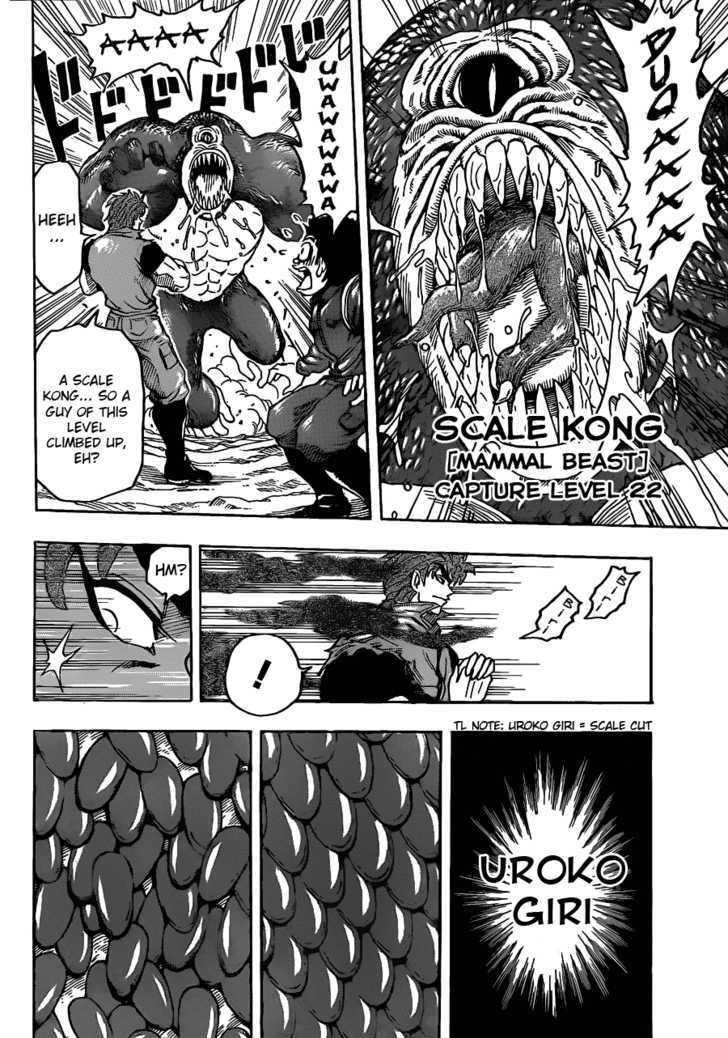 BUOAAAAA
SCALE KONG
[MAMMAL BEAST]
CAPTURE LEVEL 22
AAAA
ドドドドドド
UWAWAWAWA
HEEH
...
A SCALE
KONG... SO A
GUY OF THIS
LEVEL
CLIMBED UP,
EH?
!
HM?
TL NOTE: UROKO GIRI = SCALE CUT
UROKO
GIRI